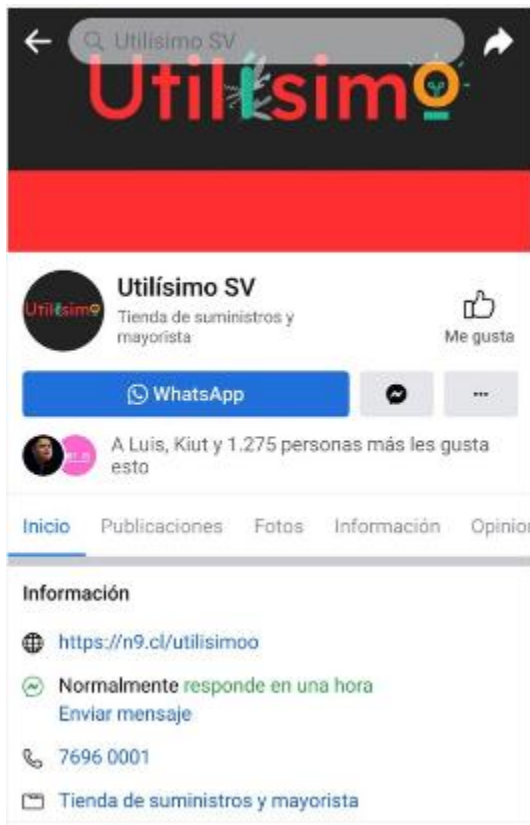 Utilisimo SV
Utilísimo
Utilísimo
Utilísimo SV
Tienda de suministros y
mayorista
Me gusta
WhatsApp
A Luis, Kiut y 1.275 personas más les gusta
esto
Inicio Publicaciones Fotos Información Opinion
Información
https://n9.cl/utilisimoo
Normalmente responde en una hora
Enviar mensaje
7696 0001
Tienda de suministros y mayorista